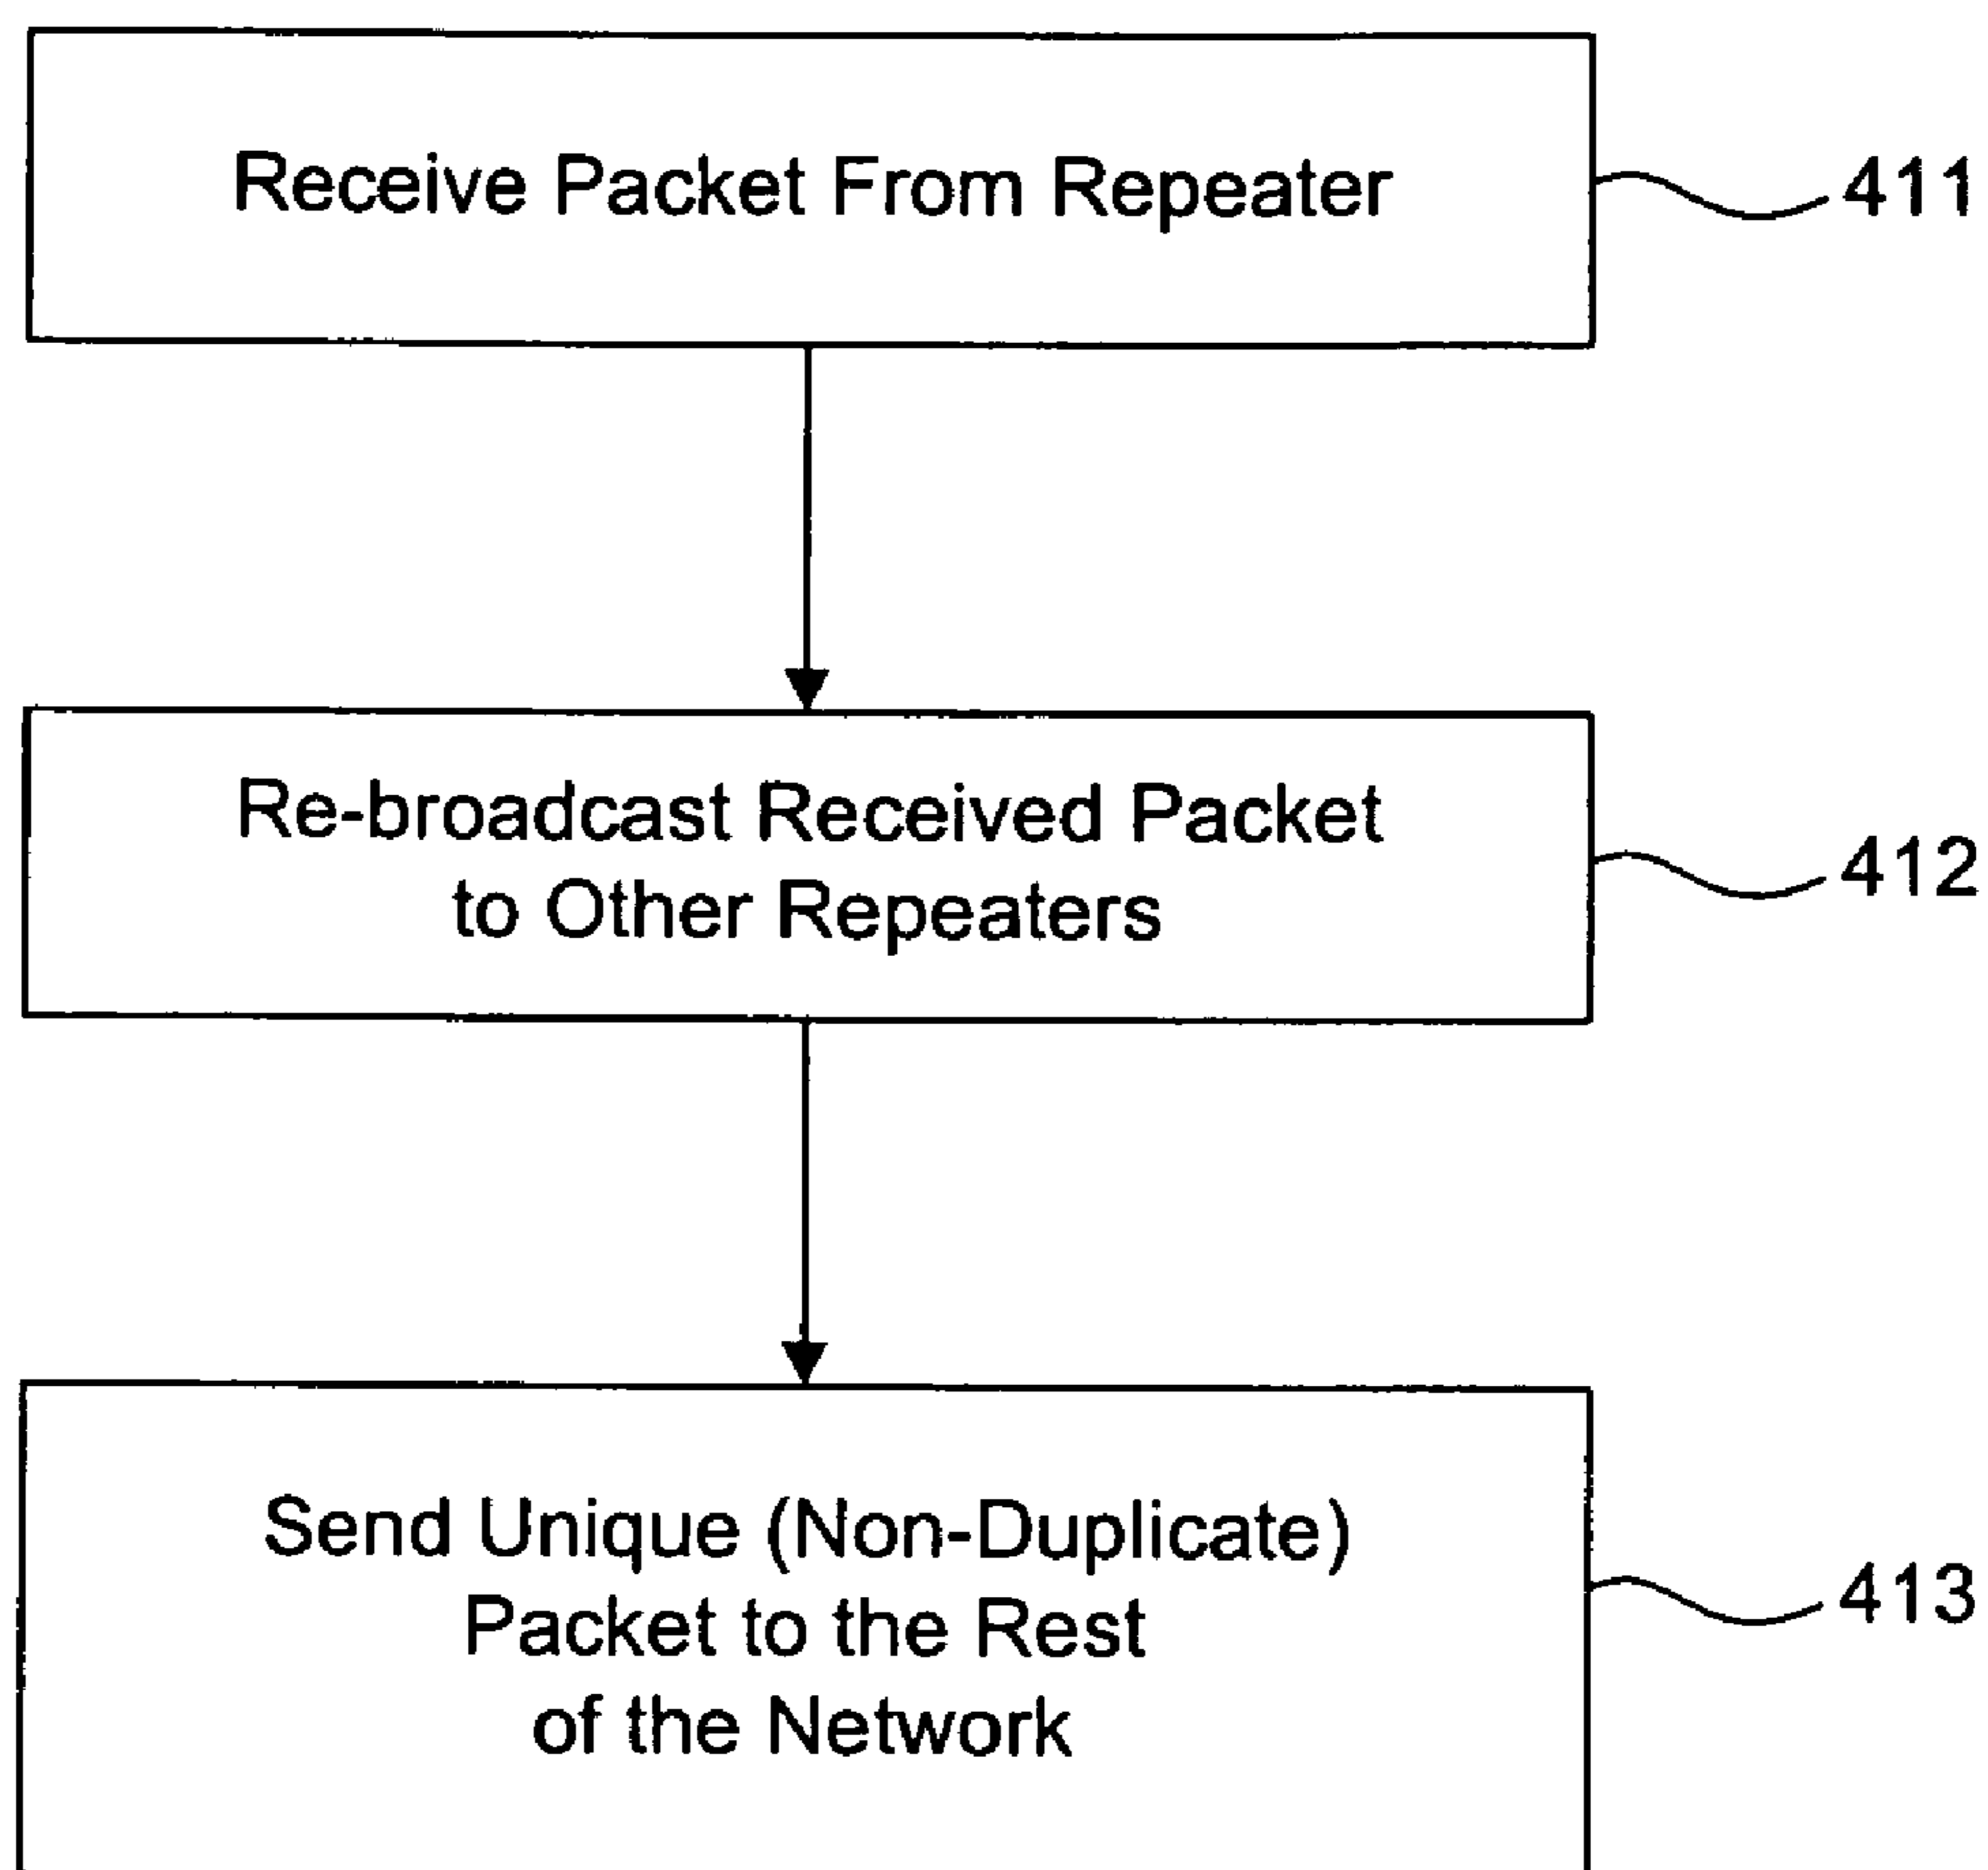 Receive Packet From Repeater
411
Re-broadcast Received Packet
to Other Repeaters
412
Send Unique (Non-Duplicate)
Packet to the Rest
of the Network
413